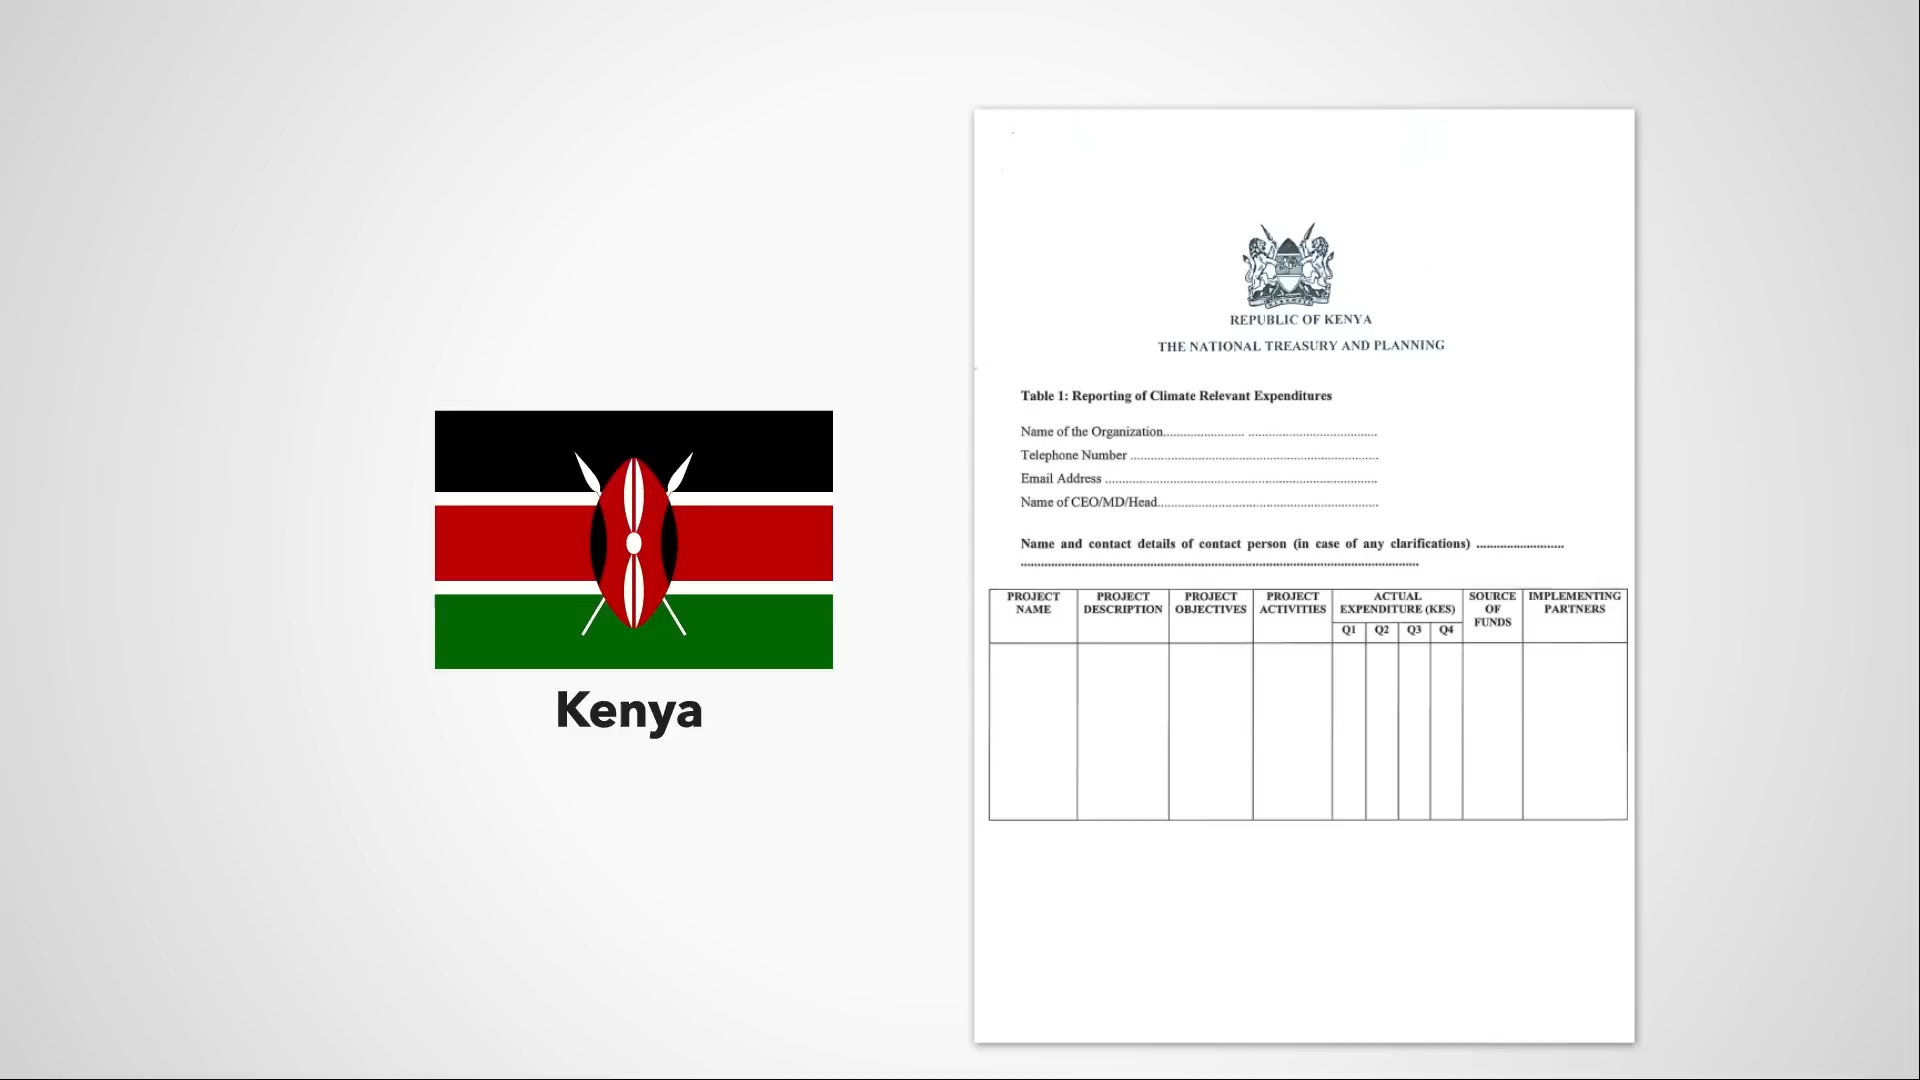 Kenya
REPUBLIC OF KENYA
THE NATIONAL TREASURY AND PLANNING
Table 1: Reporting of Climate Relevant Expenditures
Name of the Organization........................ ........................................
Telephone Number ..........................................................................
Email Address .................................................................................
Name of CEO/MD/Head..................................................................
Name and contact details of contact person (in case of any clarifications) ..........................
......................................................................................................................
PROJECT NAME PROJECT DESCRIPTION PROJECT OBJECTIVES PROJECT ACTIVITIES ACTUAL EXPENDITURE (KES) SOURCE OF FUNDS IMPLEMENTING PARTNERS
Q1 Q2 Q3 Q4